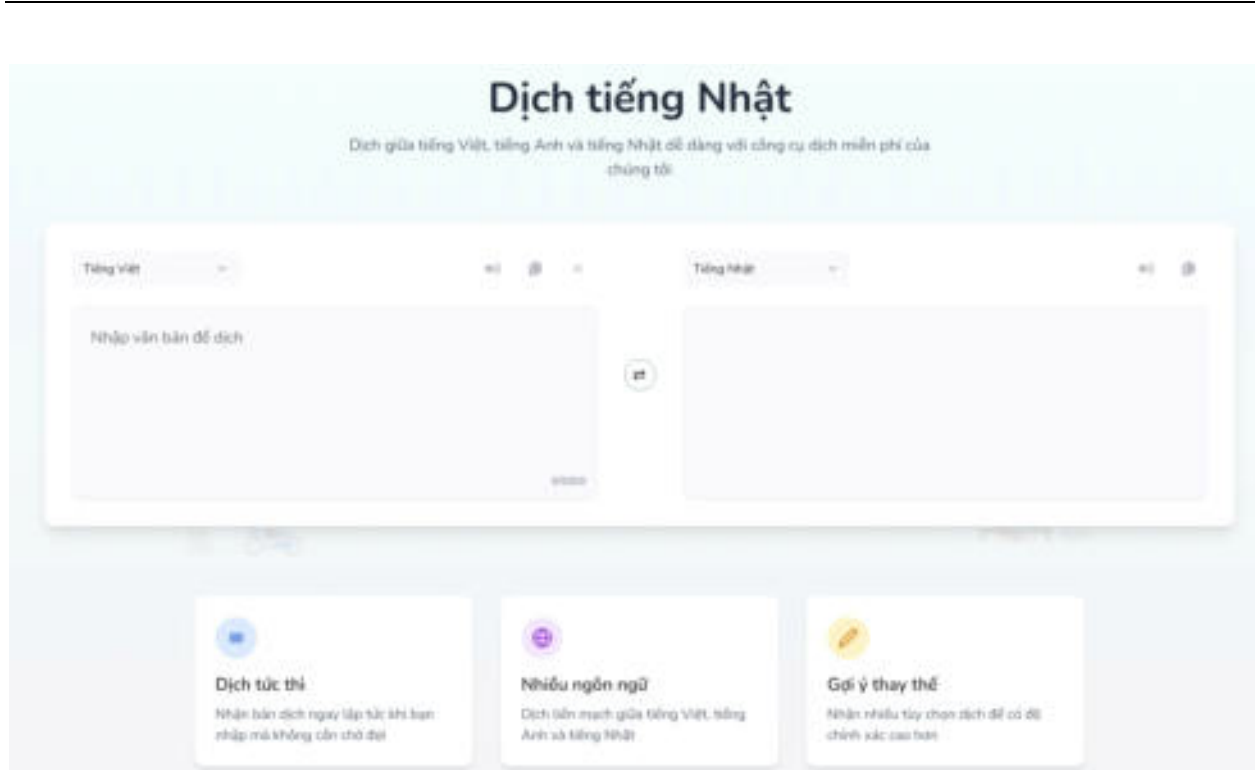 Dịch tiếng Nhật
Dịch giữa tiếng Việt, tiếng Anh và tiếng Nhật dễ dàng với công cụ dịch miễn phí của
chúng tôi
Tiếng Việt
Tiếng Nhật
Nhập văn bản để dịch
Dịch tức thì
Nhiều ngôn ngữ
Gợi ý thay thế
Nhận bản dịch ngay lập tức khi bạn
nhập mà không cần chờ đợi
Dịch liền mạch giữa tiếng Việt, tiếng
Anh và tiếng Nhật
Nhận nhiều tùy chọn dịch để có độ
chính xác cao hơn